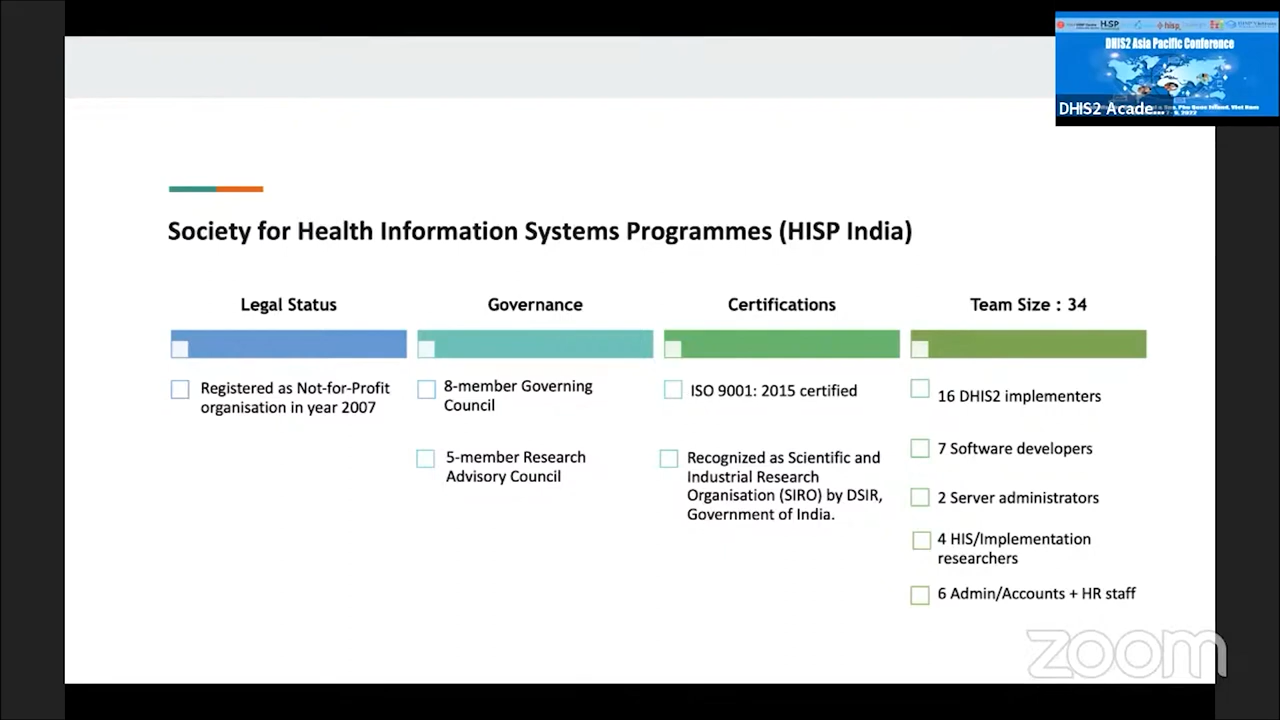 HISP
hisp
DHIS2 Asia Pacific Conference
DHIS2 Acade...
Society for Health Information Systems Programmes (HISP India)
Legal Status
Registered as Not-for-Profit
organisation in year 2007
Governance
8-member Governing
Council
5-member Research
Advisory Council
Certifications
ISO 9001: 2015 certified
Recognized as Scientific and
Industrial Research
Organisation (SIRO) by DSIR,
Government of India.
Team Size : 34
16 DHIS2 implementers
7 Software developers
2 Server administrators
4 HIS/Implementation
researchers
6 Admin/Accounts + HR staff
zoom